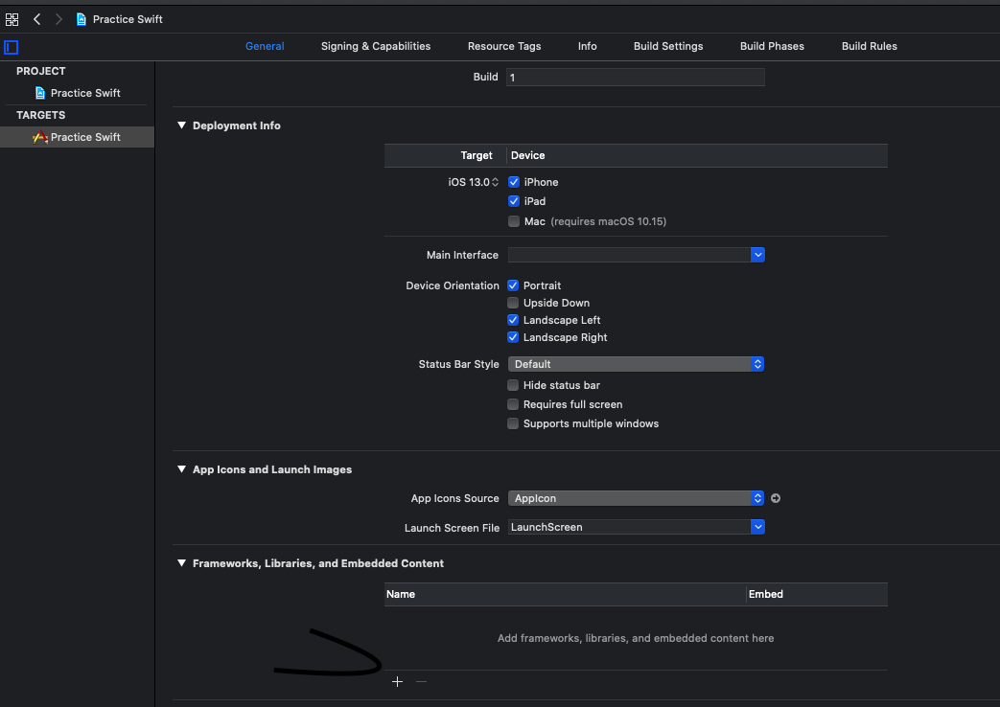 Practice Swift
General Signing & Capabilities Resource Tags Info Build Settings Build Phases Build Rules
PROJECT
Practice Swift
TARGETS
Practice Swift
Build 1
Deployment Info
Target Device
iOS 13.0 iPhone
iPad
Mac (requires macOS 10.15)
Main Interface
Device Orientation Portrait
Upside Down
Landscape Left
Landscape Right
Status Bar Style Default
Hide status bar
Requires full screen
Supports multiple windows
App Icons and Launch Images
App Icons Source AppIcon
Launch Screen File LaunchScreen
Frameworks, Libraries, and Embedded Content
Name Embed
Add frameworks, libraries, and embedded content here